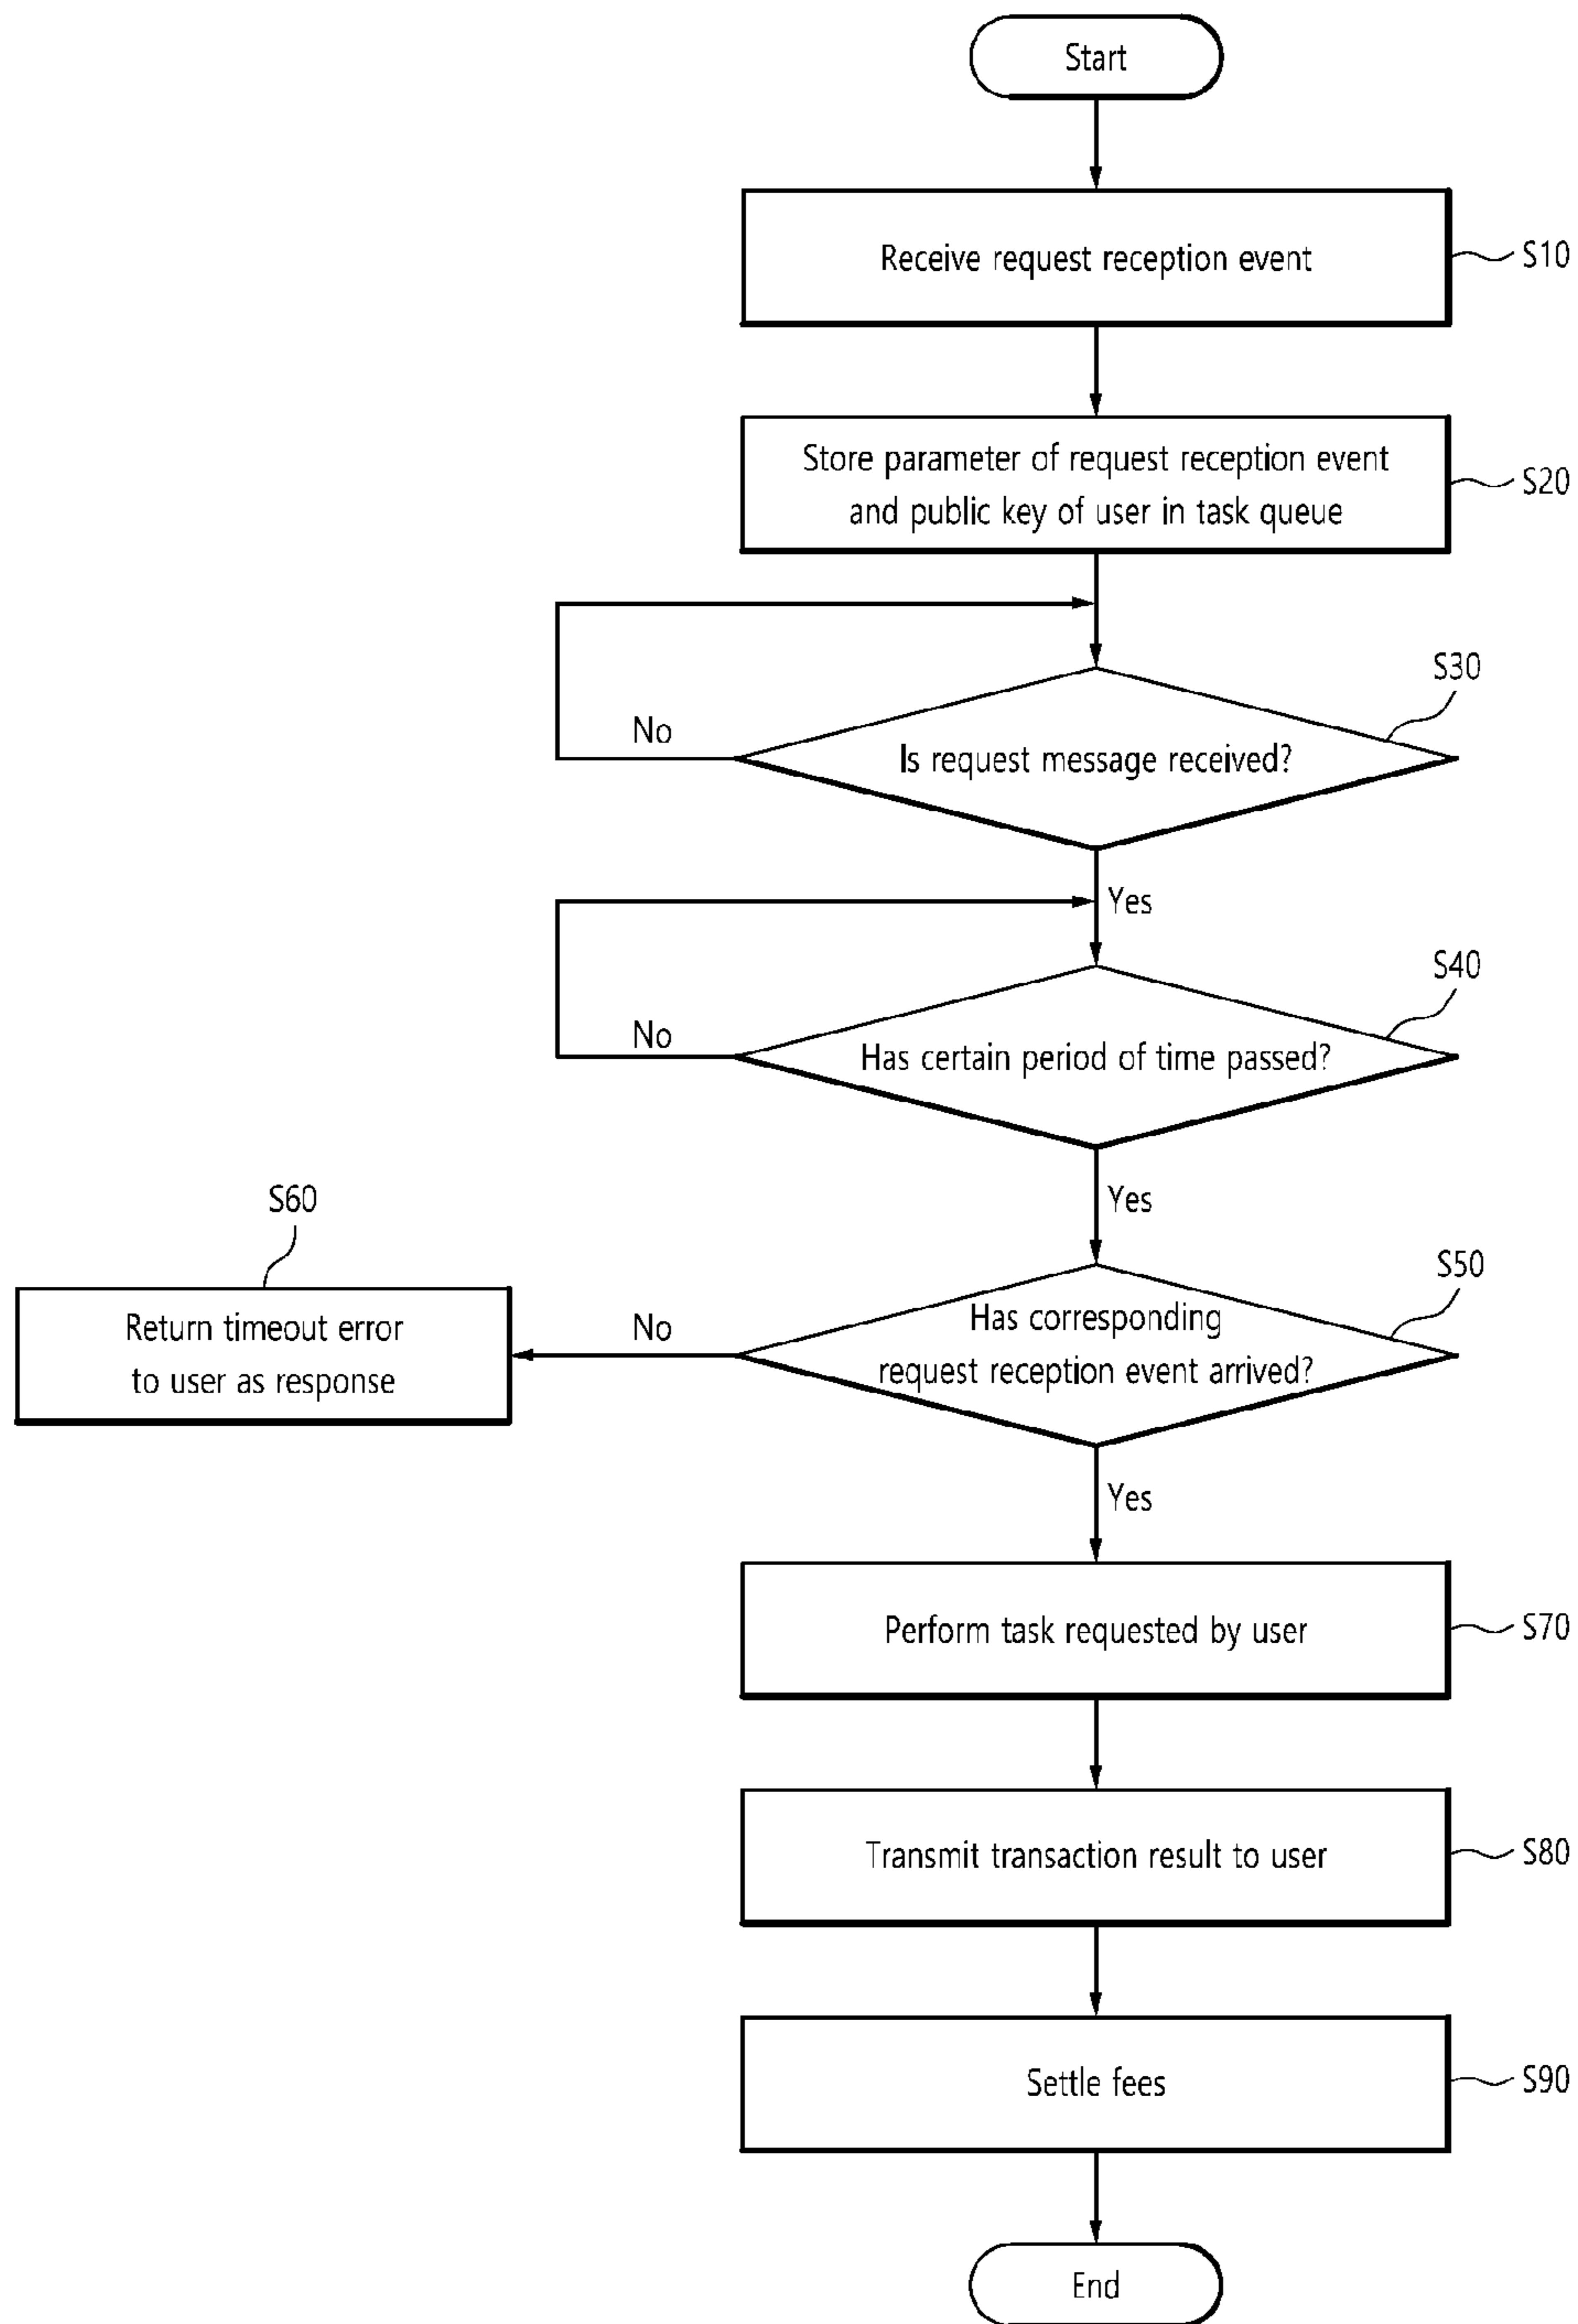 Start
Receive request reception event
S10
Store parameter of request reception event
and public key of user in task queue
S20
S30
No
Is request message received?
Yes
S40
No
Has certain period of time passed?
Yes
S60
S50
Return timeout error
to user as response
No
Has corresponding
request reception event arrived?
Yes
Perform task requested by user
S70
Transmit transaction result to user
S80
Settle fees
S90
End